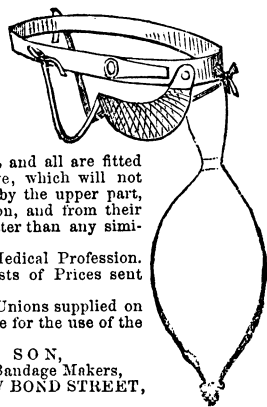 , and all are fitted
e, which will not
by the upper part,
on, and from their
tter than any simi-
Medical Profession.
sts of Prices sent
Unions supplied on
e for the use of the
SON,
Bandage Makers,
BOND STREET,